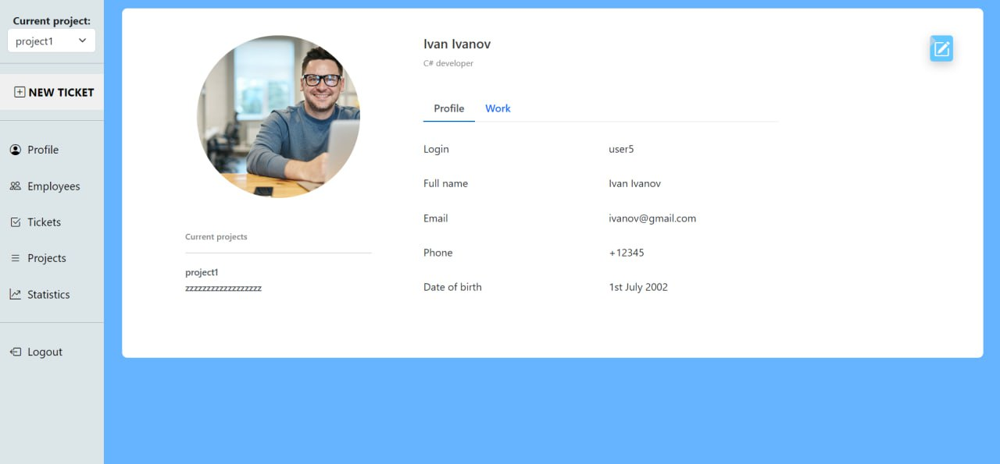 Current project:
project1
NEW TICKET
Profile
Employees
Tickets
Projects
Statistics
Logout
Ivan Ivanov
C# developer
Profile Work
Login user5
Full name Ivan Ivanov
Email ivanov@gmail.com
Phone +12345
Date of birth 1st July 2002
Current projects
project1
zzzzzzzzzzzzzzzzzz